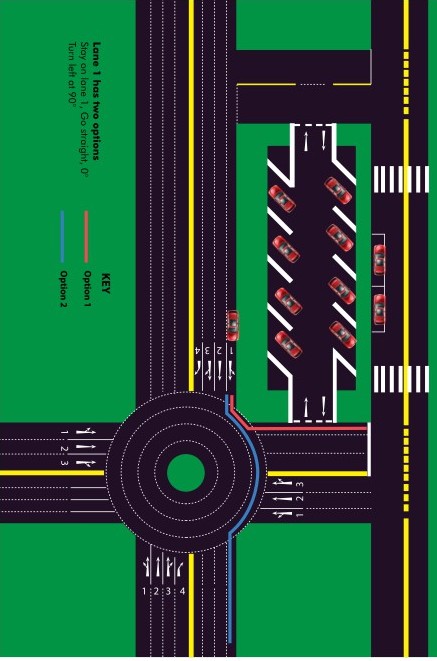 Lane 1 has two options
Stay on lane 1, Go straight, 0°
Turn left at 90°
KEY
Option 1
Option 2
1
2
3
4
1
2
3
3
2
1
1 2 3 4